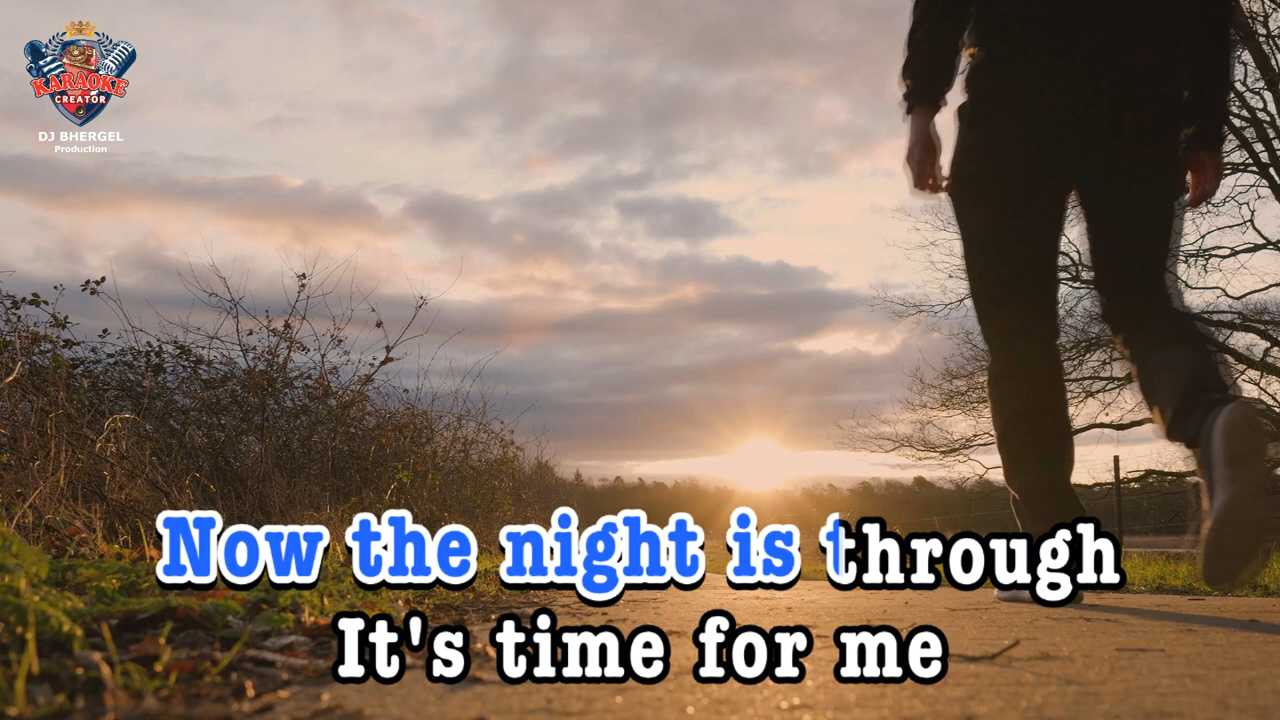 KARAOKE
CREATOR
DJ BHERGEL
Production
Now the night is through
It's time for me